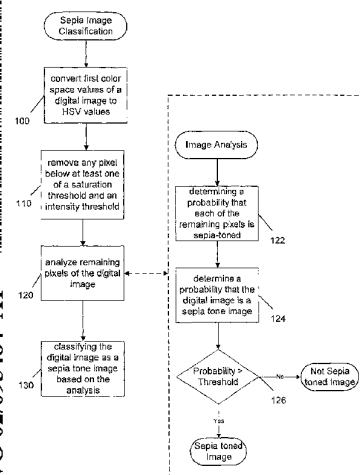 Sepia Image
Classification
convert first color
space values of a
digital image to
HSV values
100
remove any pixel
below at least one
of a saturation
threshold and an
intensity threshold
110
analyze remaining
pixels of the digital
image
120
classifying the
digital image as a
sepia tone image
based on the
analysis
130
Image Analysis
determining a
probability that
each of the
remaining pixels is
sepia-toned
122
determine a
probability that the
digital image is a
sepia tone image
124
Probability >
Threshold
126
No
Not Sepia
toned Image
Yes
Sepia toned
Image